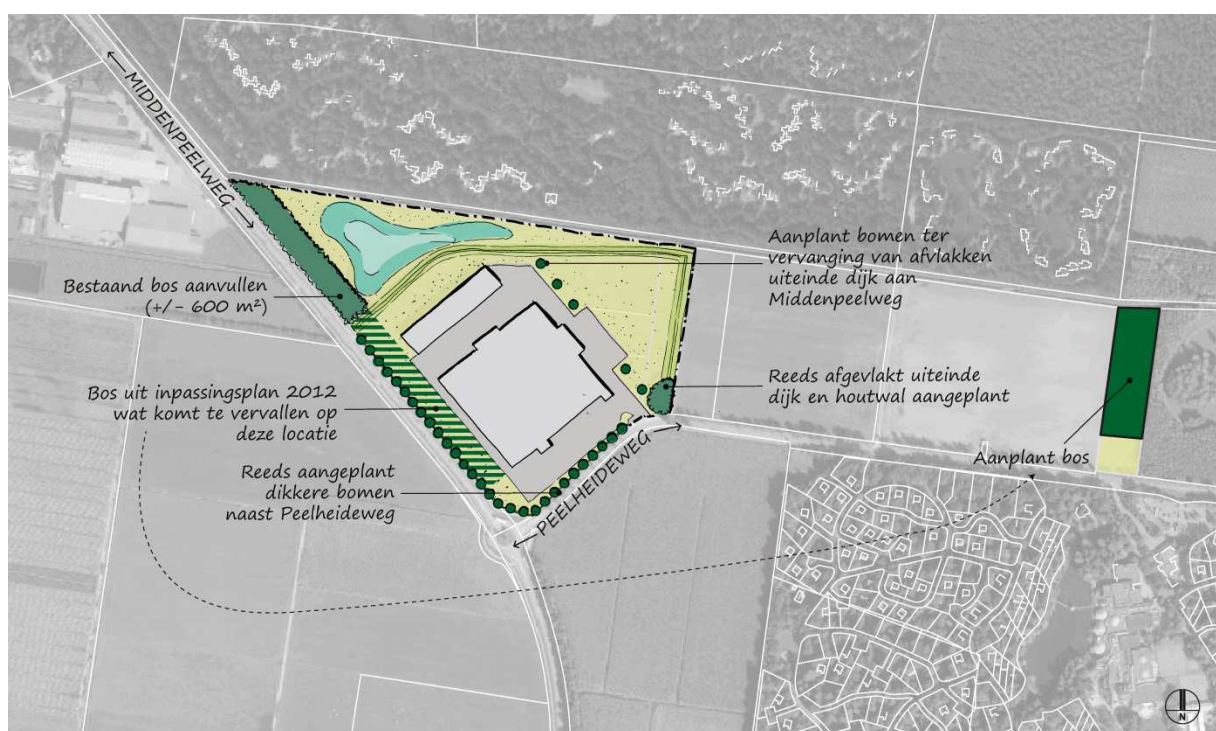 MIDDENPEELWEG
Bestaand bos aanvullen
(+/- 600 m²)
Bos uit inpassingsplan 2012
wat komt te vervallen op
deze locatie
Reeds aangeplant
dikkere bomen
naast Peelheideweg
PEELHEIDEWEG
Aanplant bomen ter
vervanging van afvlakken
uiteinde dijk aan
Middenpeelweg
Reeds afgevlakt uiteinde
dijk en houtwal aangeplant
Aanplant bos
N